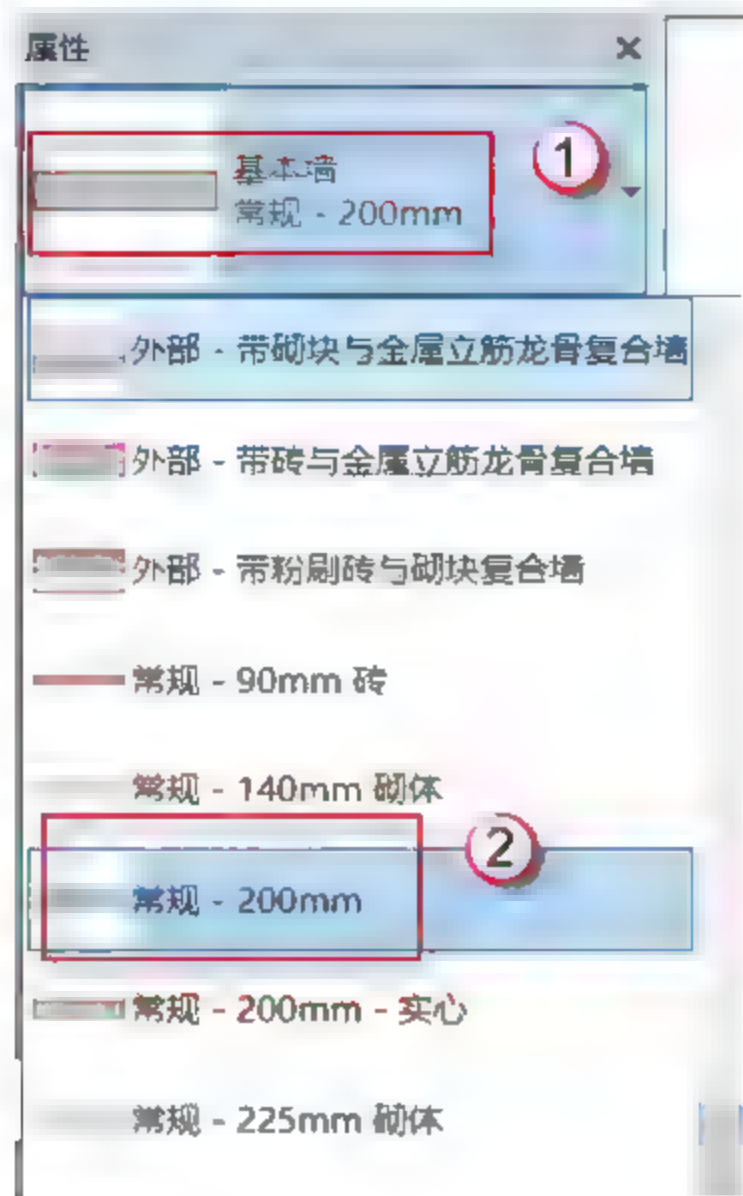 属性
基本墙
常规 - 200mm
1
外部 - 带砌块与金属立筋龙骨复合墙
外部 - 带砖与金属立筋龙骨复合墙
外部 - 带粉刷砖与砌块复合墙
常规 - 90mm 砖
常规 - 140mm 砌体
2
常规 - 200mm
常规 - 200mm - 实心
常规 - 225mm 砌体